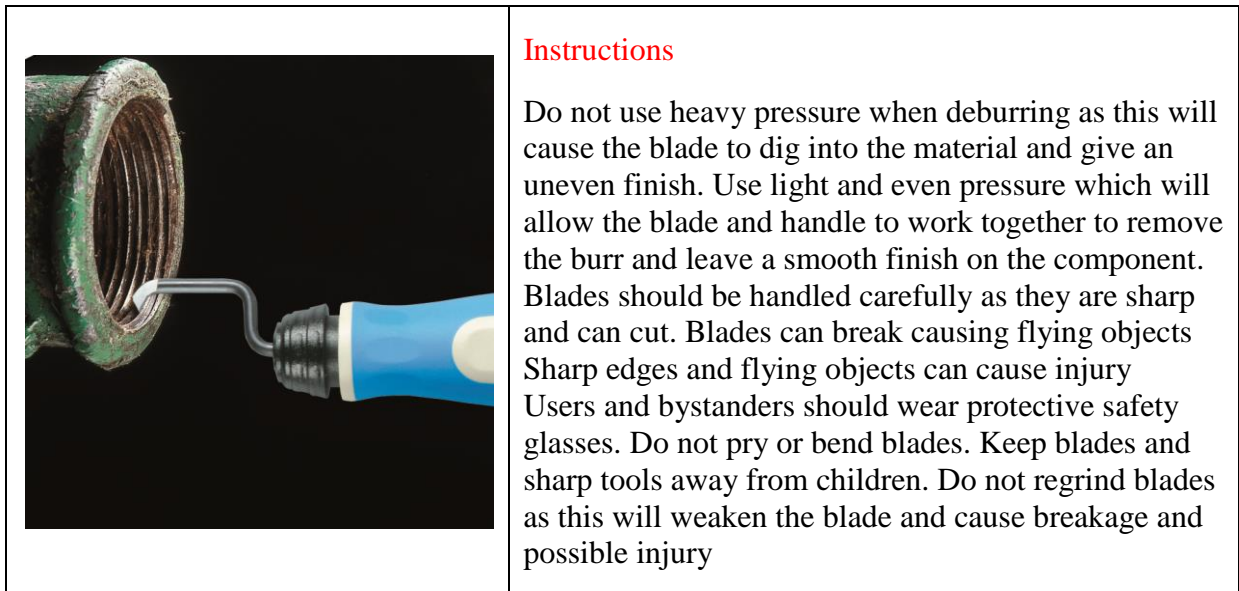 Instructions
Do not use heavy pressure when deburring as this will
cause the blade to dig into the material and give an
uneven finish. Use light and even pressure which will
allow the blade and handle to work together to remove
the burr and leave a smooth finish on the component.
Blades should be handled carefully as they are sharp
and can cut. Blades can break causing flying objects
Sharp edges and flying objects can cause injury
Users and bystanders should wear protective safety
glasses. Do not pry or bend blades. Keep blades and
sharp tools away from children. Do not regrind blades
as this will weaken the blade and cause breakage and
possible injury